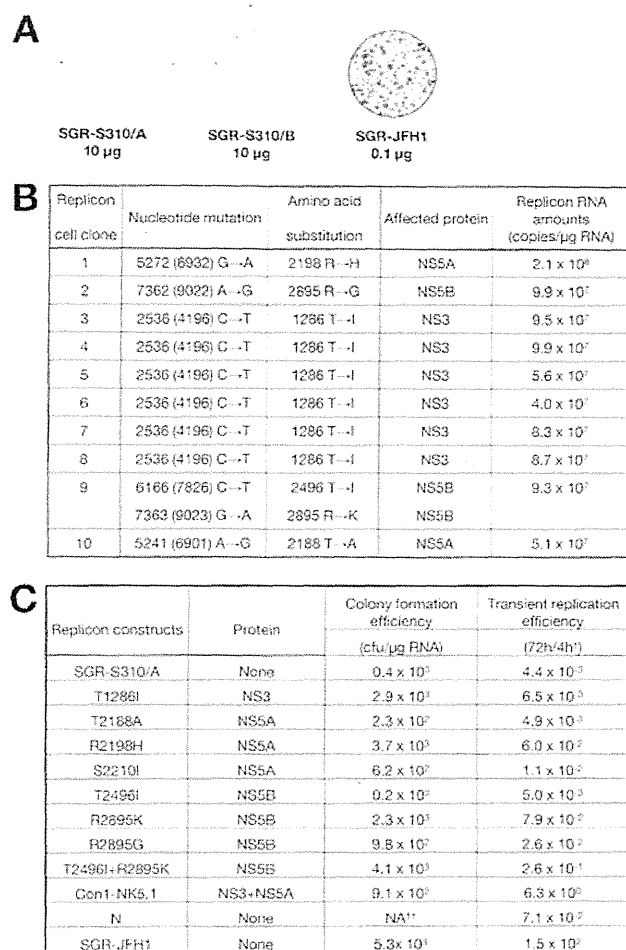 A
SGR-S310/A SGR-S310/B SGR-JFH1
10 µg 10 µg 0.1 µg
B
Replicon cell clone Nucleotide mutation Amino acid substitution Affected protein Replicon RNA amounts (copies/µg RNA)
1 5272 (6932) G→A 2198 R→H NS5A 2.1 x 10⁸
2 7362 (9022) A→G 2895 R→G NS5B 9.9 x 10⁷
3 2536 (4196) C→T 1286 T→I NS3 9.5 x 10⁷
4 2536 (4196) C→T 1286 T→I NS3 9.9 x 10⁷
5 2536 (4196) C→T 1286 T→I NS3 5.6 x 10⁷
6 2536 (4196) C→T 1286 T→I NS3 4.0 x 10⁷
7 2536 (4196) C→T 1286 T→I NS3 8.3 x 10⁷
8 2536 (4196) C→T 1286 T→I NS3 8.7 x 10⁷
9 6166 (7826) C→T 2496 T→I NS5B 9.3 x 10⁷
7363 (9023) G→A 2895 R→K NS5B
10 5241 (6901) A→G 2188 T→A NS5A 5.1 x 10⁷
C
Replicon constructs Protein Colony formation efficiency (cfu/µg RNA) Transient replication efficiency (72h/4h†)
SGR-S310/A None 0.4 x 4.4 x 10⁻³
T1286I NS3 2.9 x 6.5 x 10⁻³
T2188A NS5A 2.3 x 4.9 x 10⁻³
R2198H NS5A 3.7 x 6.0 x 10⁻²
S2210I NS5A 6.2 x 1.1 x 10⁻²
T2496I NS5B 0.2 x 5.0 x 10⁻³
R2895K NS5B 2.3 x 7.9 x 10⁻²
R2895G NS5B 9.8 x 2.6 x 10⁻²
T2496I+R2895K NS5B 4.1 x 2.6 x 10⁻¹
Con1-NK5.1 NS3+NS5A 9.1 x 6.3 x 10⁰
N None NA†† 7.1 x 10⁻²
SGR-JFH1 None 5.3x 1.5 x 10²